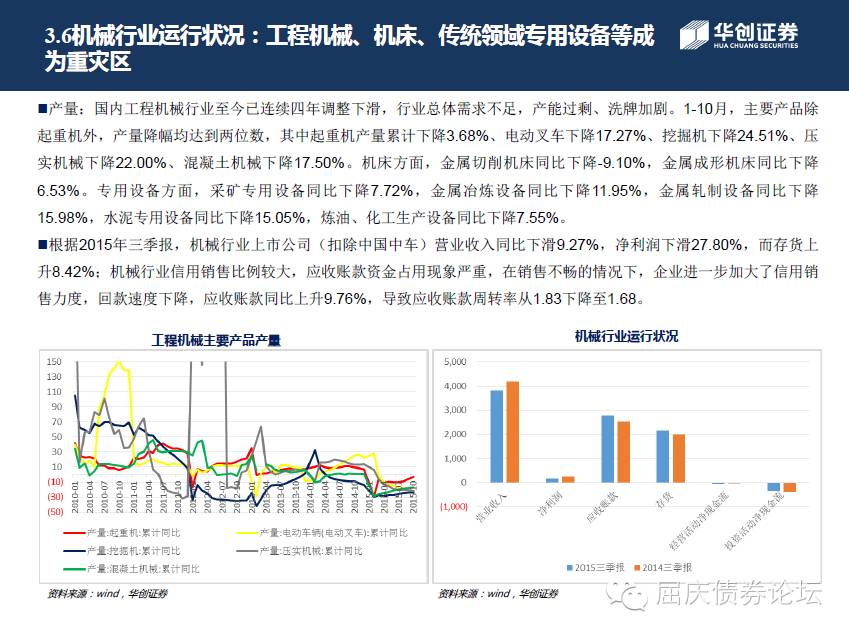 3.6机械行业运行状况：工程机械、机床、传统领域专用设备等成
为重灾区
华创证券
HUA CHUANG SECURITIES
■产量：国内工程机械行业至今已连续四年调整下滑，行业总体需求不足，产能过剩、洗牌加剧。1-10月，主要产品除
起重机外，产量降幅均达到两位数，其中起重机产量累计下降3.68%、电动叉车下降17.27%、挖掘机下降24.51%、压
实机械下降22.00%、混凝土机械下降17.50%。机床方面，金属切削机床同比下降-9.10%，金属成形机床同比下降
6.53%。专用设备方面，采矿专用设备同比下降7.72%，金属冶炼设备同比下降11.95%，金属轧制设备同比下降
15.98%，水泥专用设备同比下降15.05%，炼油、化工生产设备同比下降7.55%。
■根据2015年三季报，机械行业上市公司（扣除中国中车）营业收入同比下滑9.27%，净利润下滑27.80%，而存货上
升8.42%；机械行业信用销售比例较大，应收账款资金占用现象严重，在销售不畅的情况下，企业进一步加大了信用销
售力度，回款速度下降，应收账款同比上升9.76%，导致应收账款周转率从1.83下降至1.68。
工程机械主要产品产量
150
130
110
90
70
50
30
10
(10)
(30)
(50)
2010-01
2010-04
2010-07
2010-10
2011-01
2011-04
2011-07
2011-10
2012-01
2012-04
2012-07
2012-10
2013-01
2013-04
2013-07
2013-10
2014-01
2014-04
2014-07
2014-10
2015-01
2015-04
2015-07
2015-10
产量:起重机:累计同比
产量:电动车辆(电动叉车):累计同比
产量:挖掘机:累计同比
产量:压实机械:累计同比
产量:混凝土机械:累计同比
资料来源：wind，华创证券
机械行业运行状况
5,000
4,000
3,000
2,000
1,000
0
(1,000)
营业收入
净利润
应收账款
存货
经营活动净现金流
投资活动净现金流
2015三季报
2014三季报
资料来源：wind，华创证券
屈庆债券论坛